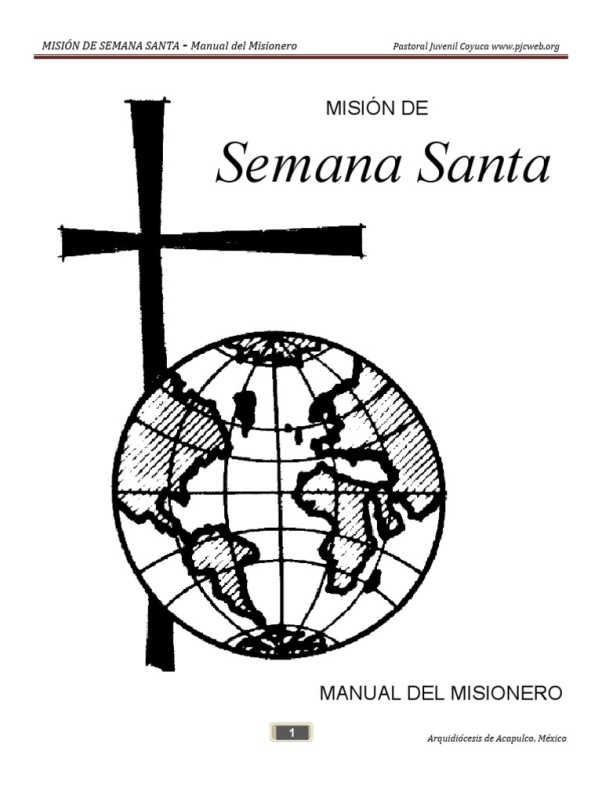 MISIÓN DE SEMANA SANTA - Manual del Misionero Pastoral Juvenil Coyuca www.pjcweb.org
MISIÓN DE
Semana Santa
MANUAL DEL MISIONERO
1
Arquidiócesis de Acapulco, México